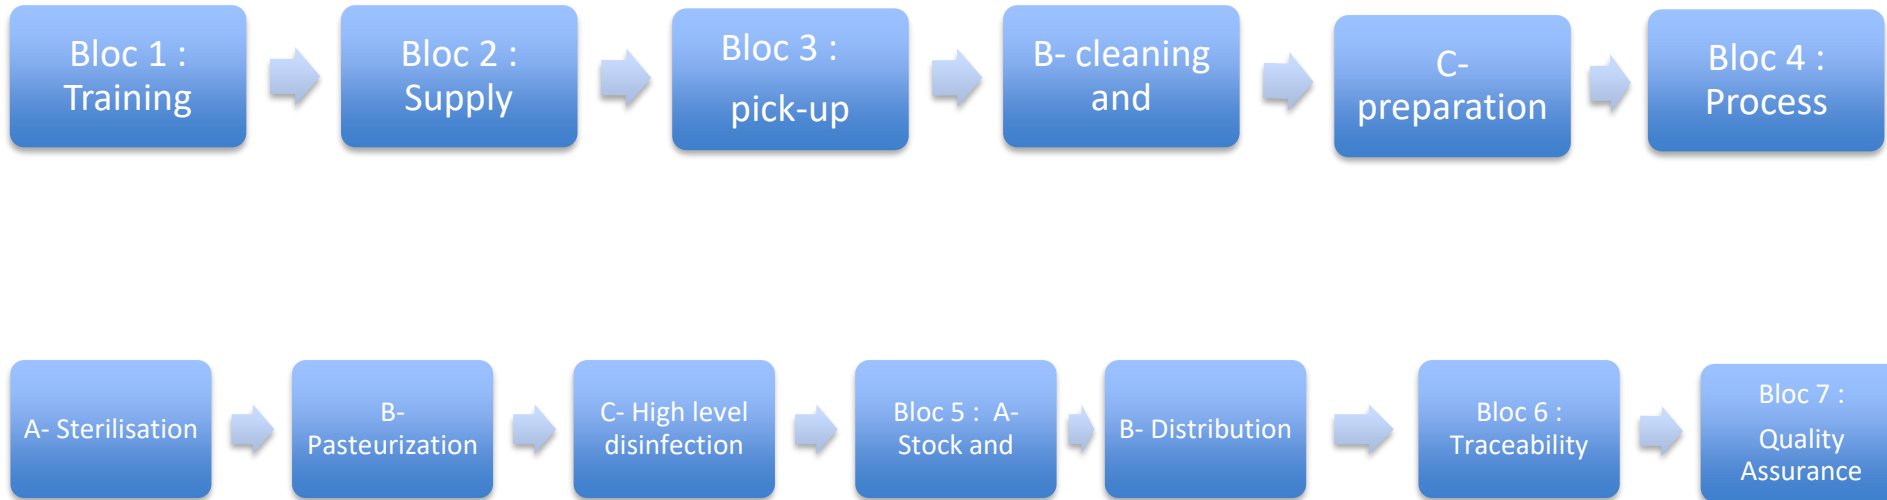 Bloc 1 :
Training
Bloc 2 :
Supply
Bloc 3 :
pick-up
B- cleaning
and
C-
preparation
Bloc 4 :
Process
A- Sterilisation
B-
Pasteurization
C- High level
disinfection
Bloc 5 :  A-
Stock and
B- Distribution
Bloc 6 :
Traceability
Bloc 7 :
Quality
Assurance